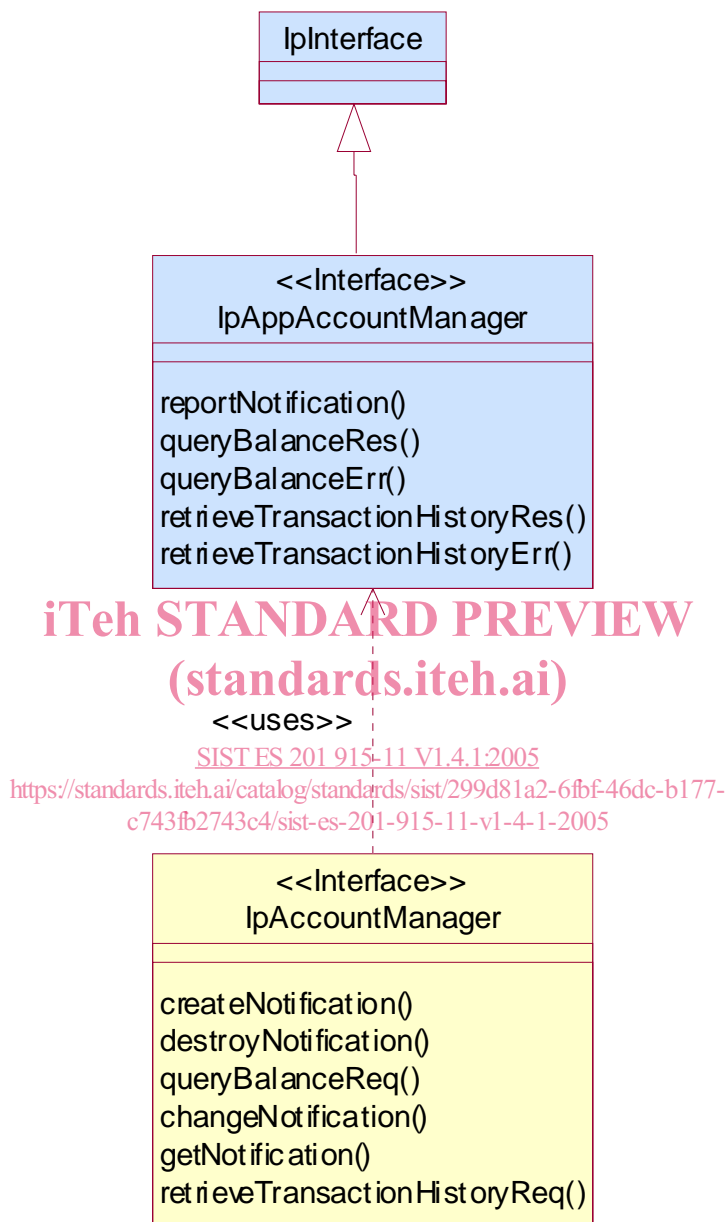 IpInterface
<<Interface>>
IpAppAccountManager
reportNotification()
queryBalanceRes()
queryBalanceErr()
retrieveTransactionHistoryRes()
retrieveTransactionHistoryErr()
iTeh STANDARD PREVIEW
(standards.iteh.ai)
<<uses>>
SIST ES 201 915-11 V1.4.1:2005
https://standards.iteh.ai/catalog/standards/sist/299d81a2-6fbf-46dc-b177-
c743fb2743c4/sist-es-201-915-11-v1-4-1-2005
<<Interface>>
IpAccountManager
createNotification()
destroyNotification()
queryBalanceReq()
changeNotification()
getNotification()
retrieveTransactionHistoryReq()